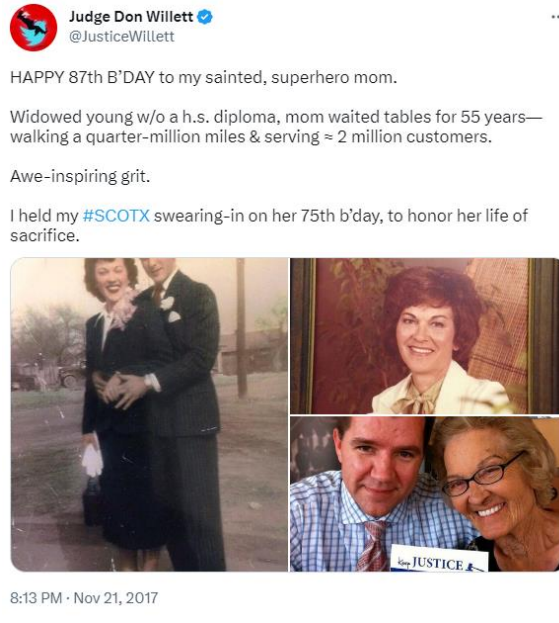 Judge Don Willett
@JusticeWillett
HAPPY 87th B’DAY to my sainted, superhero mom.
Widowed young w/o a h.s. diploma, mom waited tables for 55 years—
walking a quarter-million miles & serving ≈ 2 million customers.
Awe-inspiring grit.
I held my #SCOTX swearing-in on her 75th b’day, to honor her life of
sacrifice.
JUSTICE
8:13 PM · Nov 21, 2017